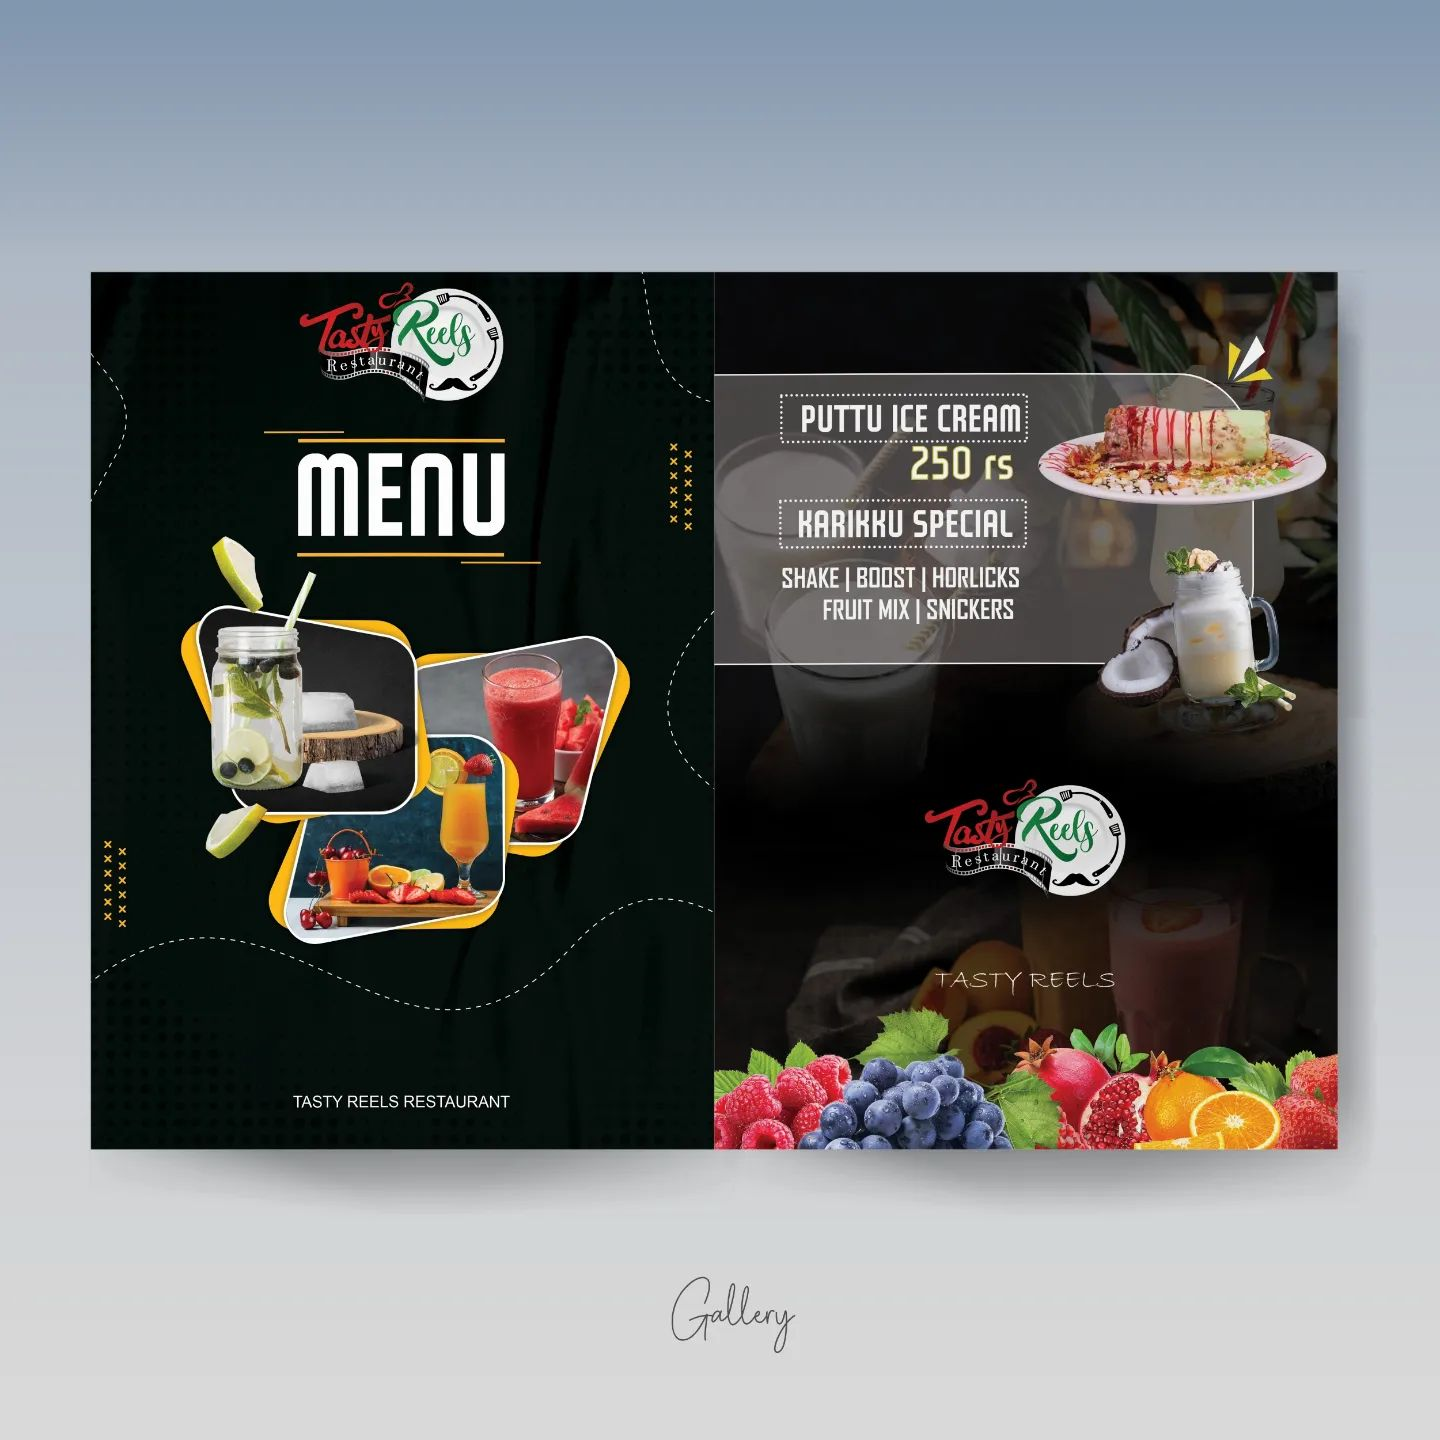 Tasty Reels
Restaurant
MENU
TASTY REELS RESTAURANT
PUTTU ICE CREAM
250 rs
KARIKKU SPECIAL
SHAKE | BOOST | HORLICKS
FRUIT MIX | SNICKERS
Tasty Reels
Restaurant
TASTY REELS
Gallery